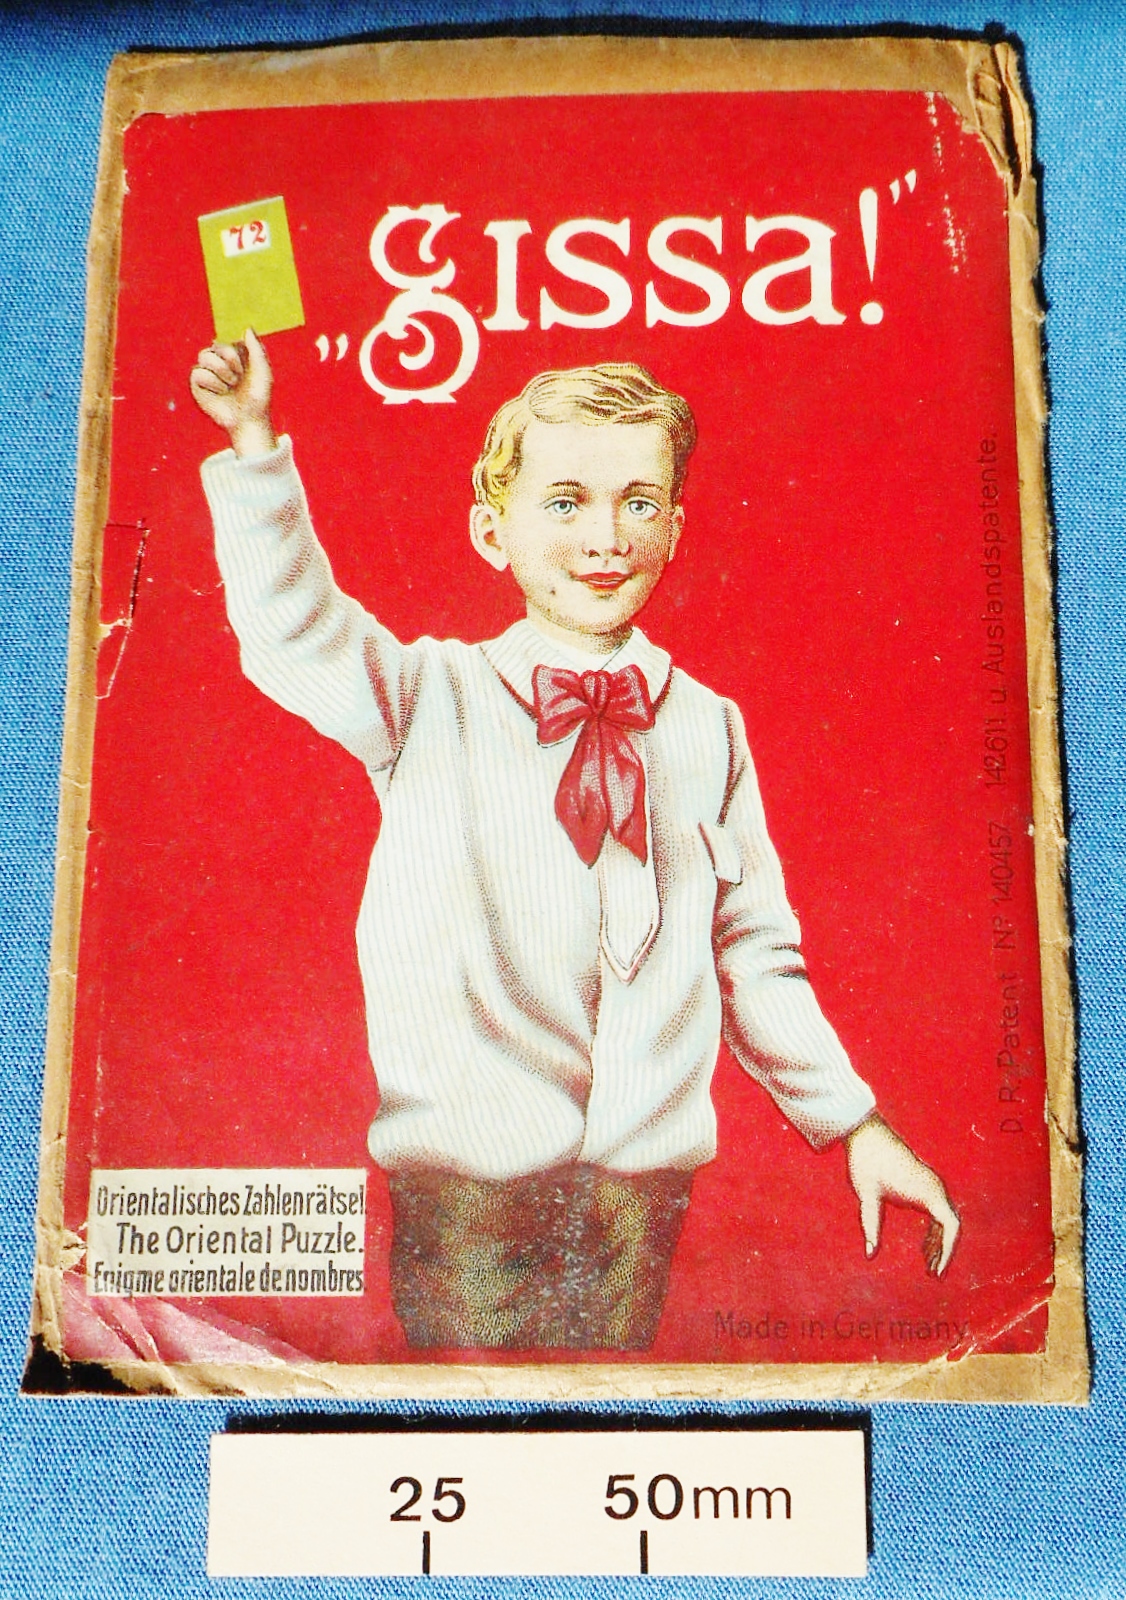 72
„Sissa!”
D. R. Patent Nº 140457. 142611 u. Auslandspatente.
Orientalisches Zahlenrätsel.
The Oriental Puzzle.
Enigme orientale de nombres.
Made in Germany.
25 50mm